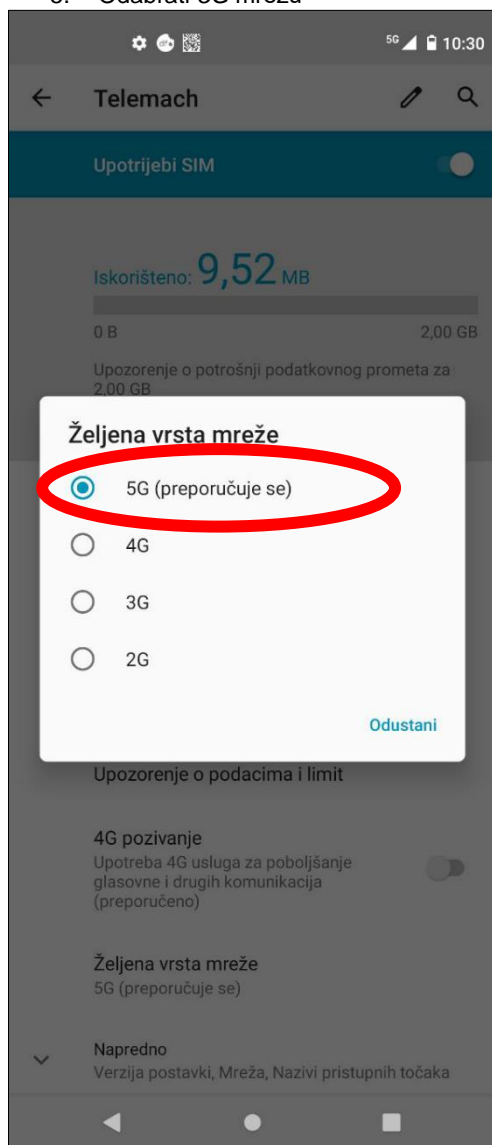 Odabrati 5G mrežu
5G 10:30
Telemach
Upotrijebi SIM
Iskorišteno: 9,52 MB
0 B 2,00 GB
Upozorenje o potrošnji podatkovnog prometa za
2,00 GB
Željena vrsta mreže
5G (preporučuje se)
4G
3G
2G
Odustani
Upozorenje o podacima i limit
4G pozivanje
Upotreba 4G usluga za poboljšanje
glasovne i drugih komunikacija
(preporučeno)
Željena vrsta mreže
5G (preporučuje se)
Napredno
Verzija postavki, Mreža, Nazivi pristupnih točaka